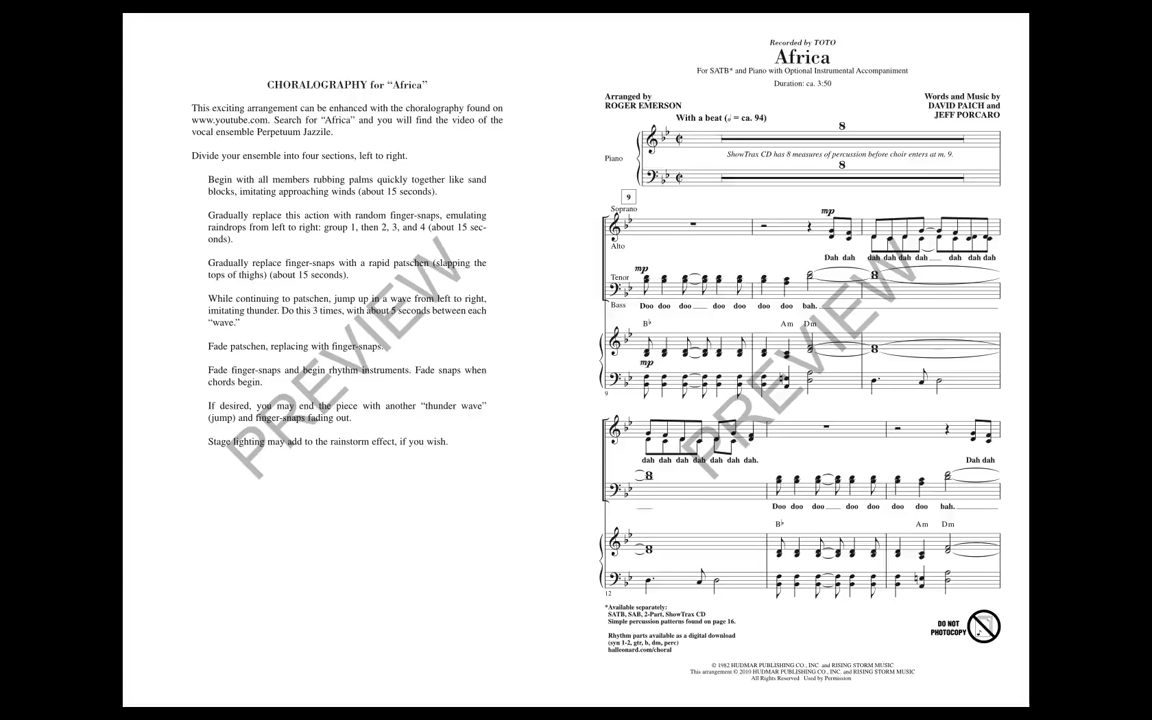 CHORALOGRAPHY for “Africa”
This exciting arrangement can be enhanced with the choralography found on
www.youtube.com. Search for “Africa” and you will find the video of the
vocal ensemble Perpetuum Jazzile.
Divide your ensemble into four sections, left to right.
Begin with all members rubbing palms quickly together like sand
blocks, imitating approaching winds (about 15 seconds).
Gradually replace this action with random finger-snaps, emulating
raindrops from left to right: group 1, then 2, 3, and 4 (about 15 sec-
onds).
Gradually replace finger-snaps with a rapid patschen (slapping the
tops of thighs) (about 15 seconds).
While continuing to patschen, jump up in a wave from left to right,
imitating thunder. Do this 3 times, with about 5 seconds between each
“wave.”
Fade patschen, replacing with finger-snaps.
Fade finger-snaps and begin rhythm instruments. Fade snaps when
chords begin.
If desired, you may end the piece with another “thunder wave”
(jump) and finger-snaps fading out.
Stage lighting may add to the rainstorm effect, if you wish.
PREVIEW
Recorded by TOTO
Africa
For SATB* and Piano with Optional Instrumental Accompaniment
Duration: ca. 3:50
Arranged by
ROGER EMERSON
Words and Music by
DAVID PAICH and
JEFF PORCARO
With a beat (𝅗𝅥 = ca. 94)
8
Piano
ShowTrax CD has 8 measures of percussion before choir enters at m. 9.
8
9
Soprano
mp
Alto
Dah dah dah dah dah dah dah dah dah
mp
Tenor
8
Bass
Doo doo doo doo doo doo doo bah.
B♭ Am Dm
mp
9
dah dah dah dah dah dah dah. Dah dah
Doo doo doo doo doo doo doo bah.
B♭ Am Dm
12
PREVIEW
*Available separately:
SATB, SAB, 2-Part, ShowTrax CD
Simple percussion patterns found on page 16.
Rhythm parts available as a digital download
(syn 1-2, gtr, b, dm, perc)
halleonard.com/choral
DO NOT
PHOTOCOPY
© 1982 HUDMAR PUBLISHING CO., INC. and RISING STORM MUSIC
This arrangement © 2010 HUDMAR PUBLISHING CO., INC. and RISING STORM MUSIC
All Rights Reserved Used by Permission